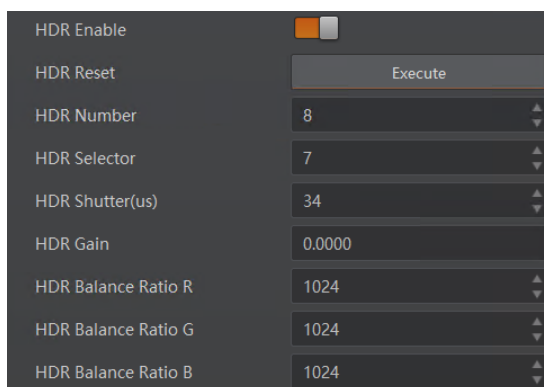 HDR Enable
HDR Reset Execute
HDR Number 8
HDR Selector 7
HDR Shutter(us) 34
HDR Gain 0.0000
HDR Balance Ratio R 1024
HDR Balance Ratio G 1024
HDR Balance Ratio B 1024